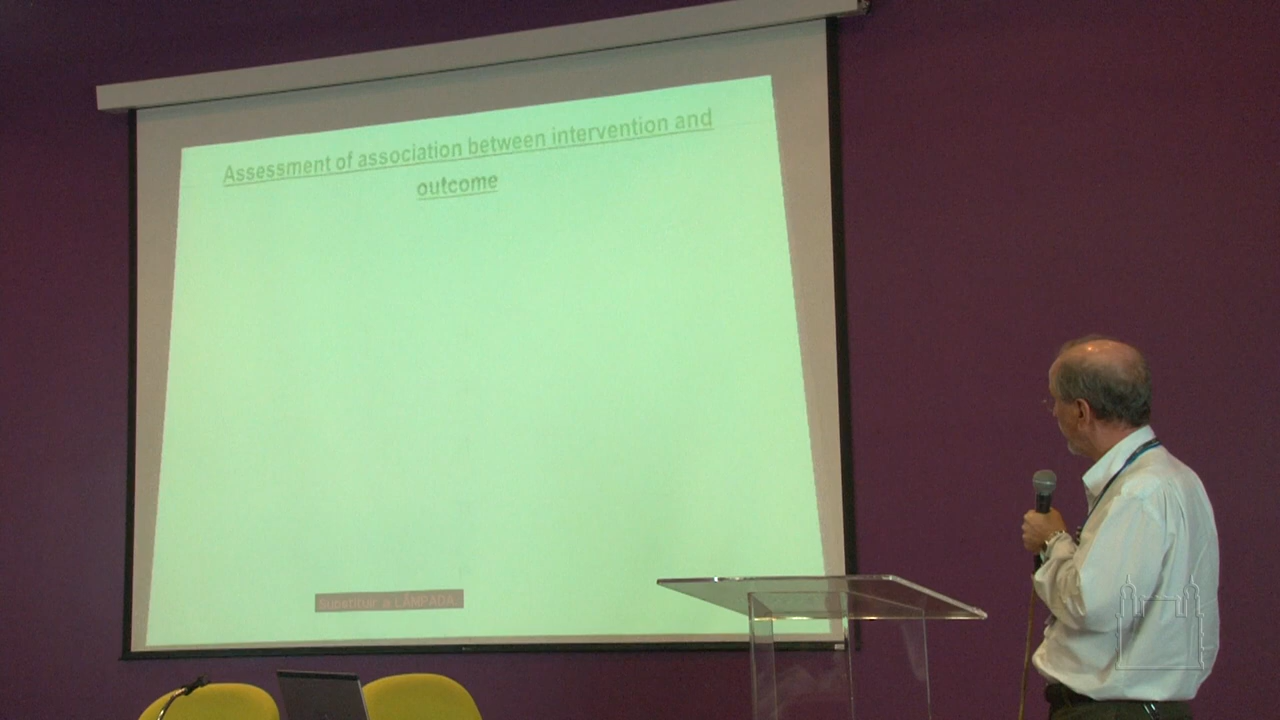 Assessment of association between intervention and
outcome
Substituir a LÂMPADA.